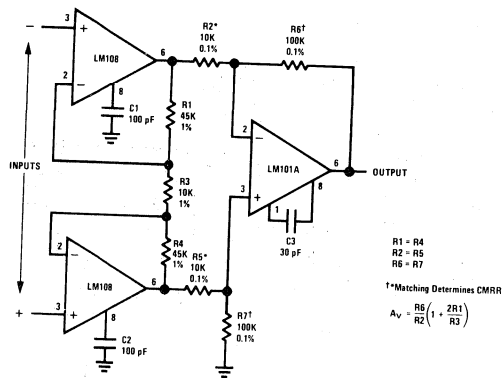 R2*
10K
0.1%
R6†
100K
0.1%
−
3
+
LM108
6
2
−
8
C1
100 pF
R1
45K
1%
2
−
LM101A
6
OUTPUT
3
+
1
8
C3
30 pF
INPUTS
R3
10K
1%
2
−
LM108
6
R4
45K
1%
R5*
10K
0.1%
+
3
+
8
C2
100 pF
R7†
100K
0.1%
R1 = R4
R2 = R5
R6 = R7
†*Matching Determines CMRR
AV = R6/R2 (1 + 2R1/R3)